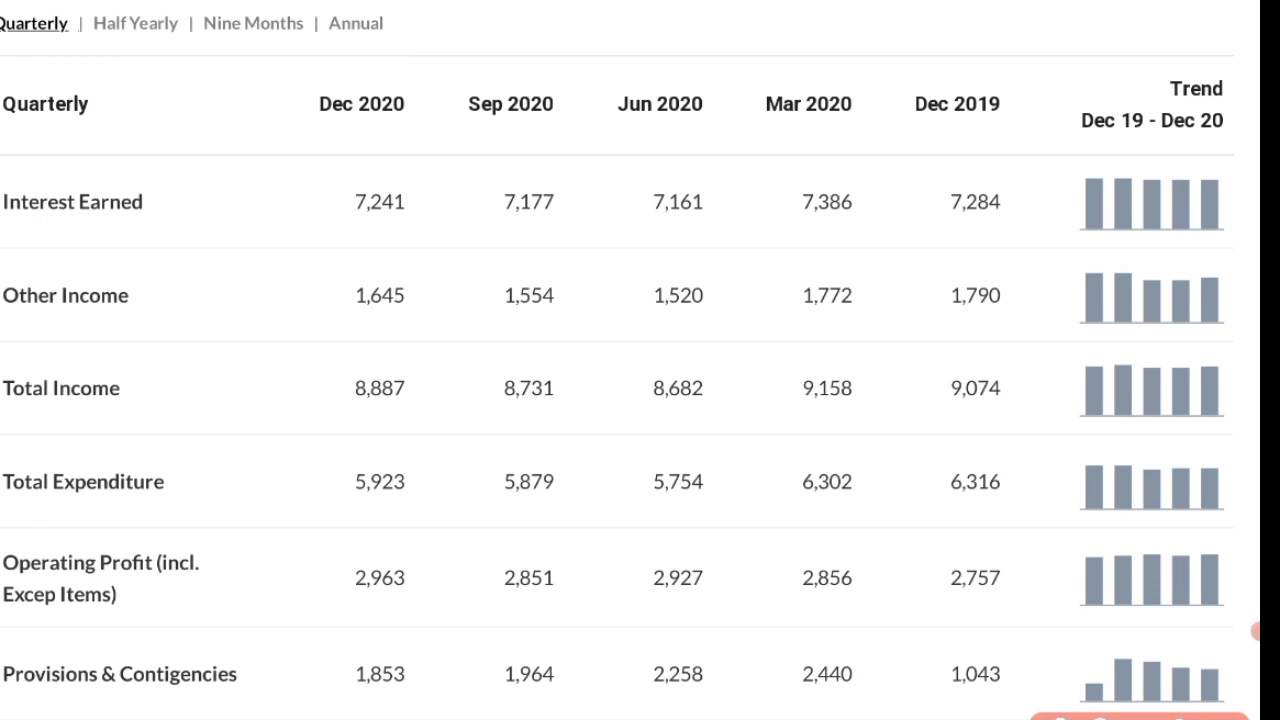 Quarterly | Half Yearly | Nine Months | Annual
Quarterly Dec 2020 Sep 2020 Jun 2020 Mar 2020 Dec 2019 Trend
Dec 19 - Dec 20
Interest Earned 7,241 7,177 7,161 7,386 7,284
Other Income 1,645 1,554 1,520 1,772 1,790
Total Income 8,887 8,731 8,682 9,158 9,074
Total Expenditure 5,923 5,879 5,754 6,302 6,316
Operating Profit (incl.
Excep Items) 2,963 2,851 2,927 2,856 2,757
Provisions & Contigencies 1,853 1,964 2,258 2,440 1,043